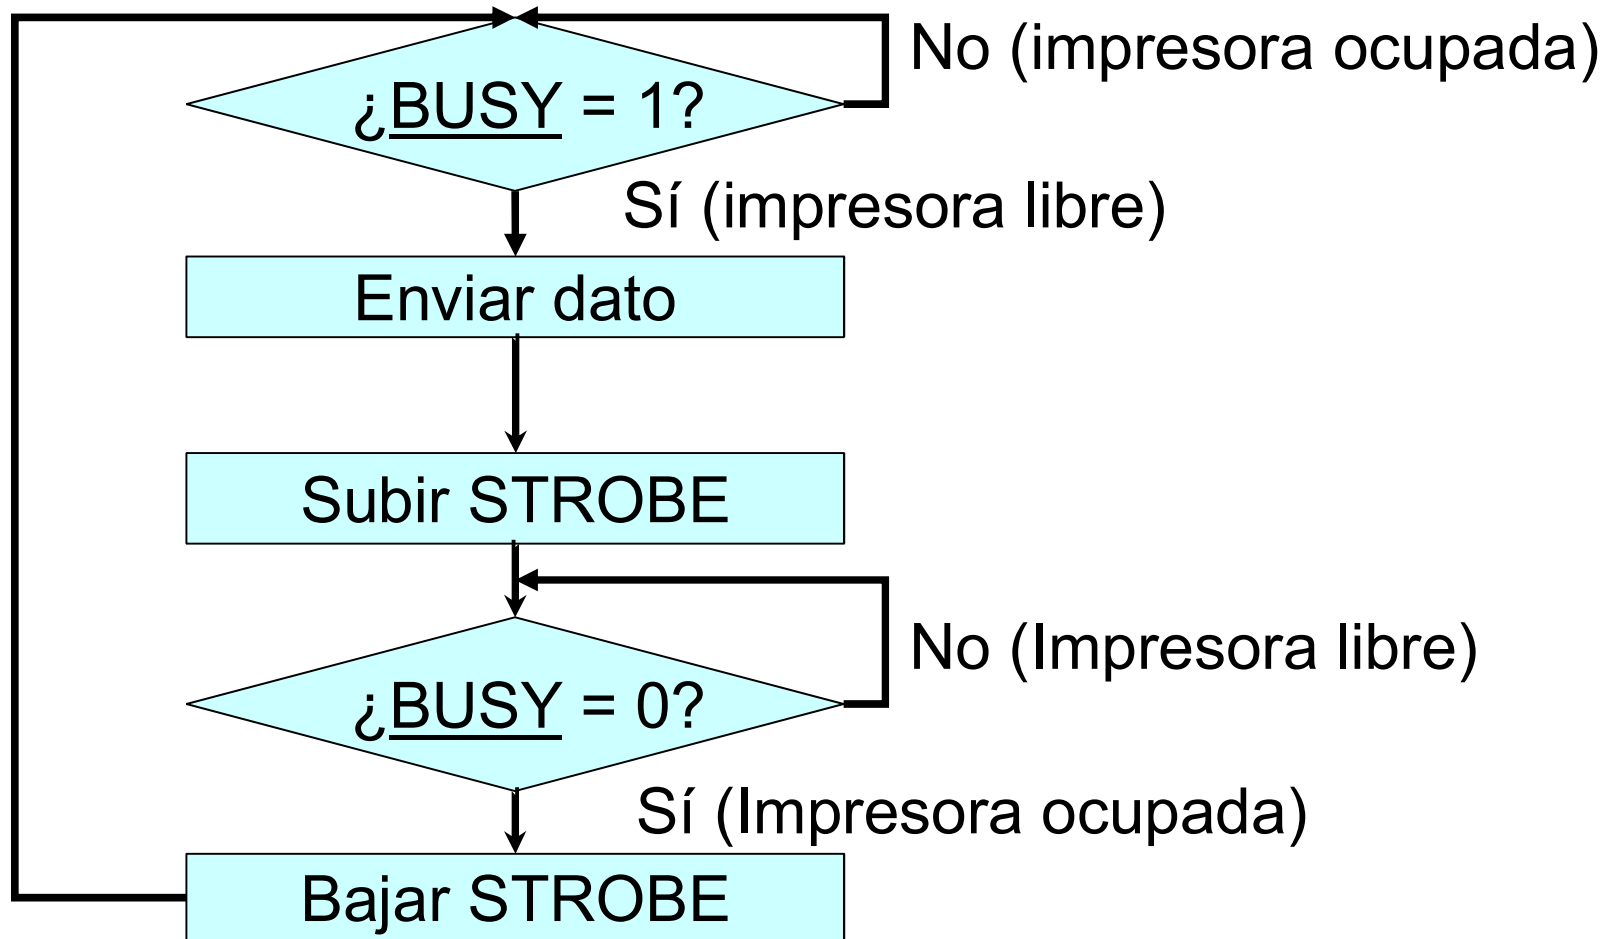 No (impresora ocupada)
¿BUSY = 1?
Sí (impresora libre)
Enviar dato
Subir STROBE
No (Impresora libre)
¿BUSY = 0?
Sí (Impresora ocupada)
Bajar STROBE